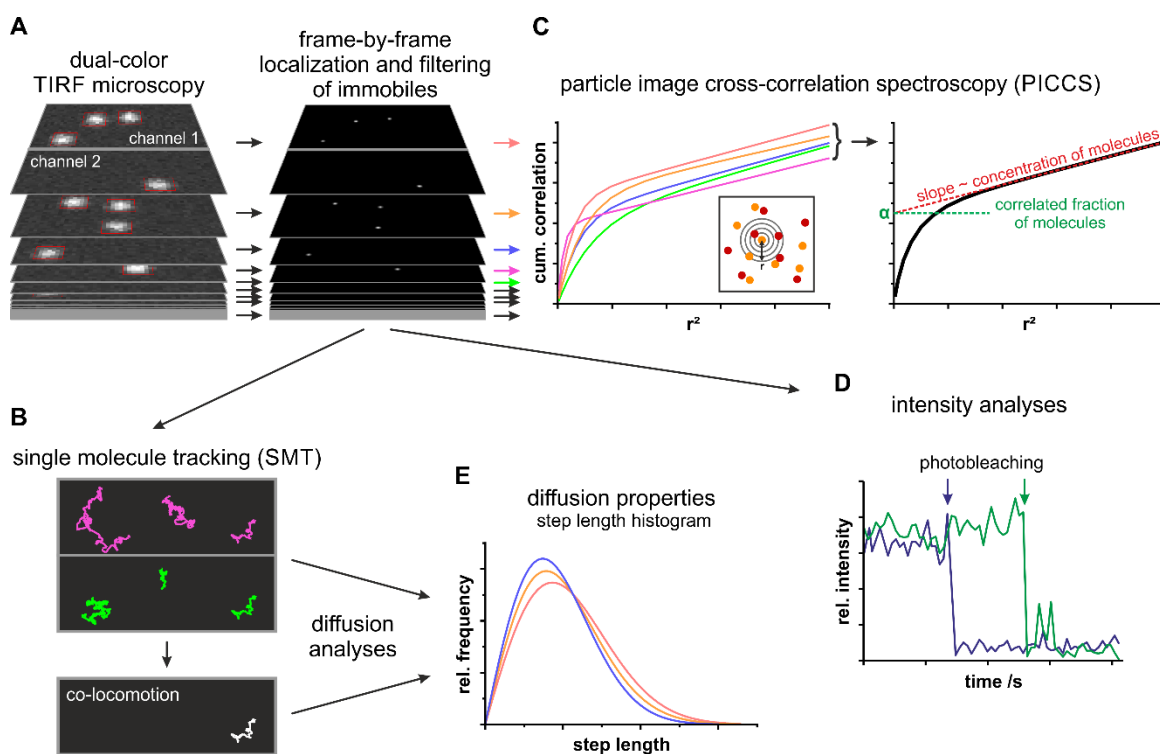 A
dual-color
TIRF microscopy
channel 1
channel 2
frame-by-frame
localization and filtering
of immobiles
C
particle image cross-correlation spectroscopy (PICCS)
cum. correlation
r
r²
slope ~ concentration of molecules
α
correlated fraction
of molecules
r²
B
single molecule tracking (SMT)
co-locomotion
diffusion
analyses
E
diffusion properties
step length histogram
rel. frequency
step length
D
intensity analyses
photobleaching
rel. intensity
time /s